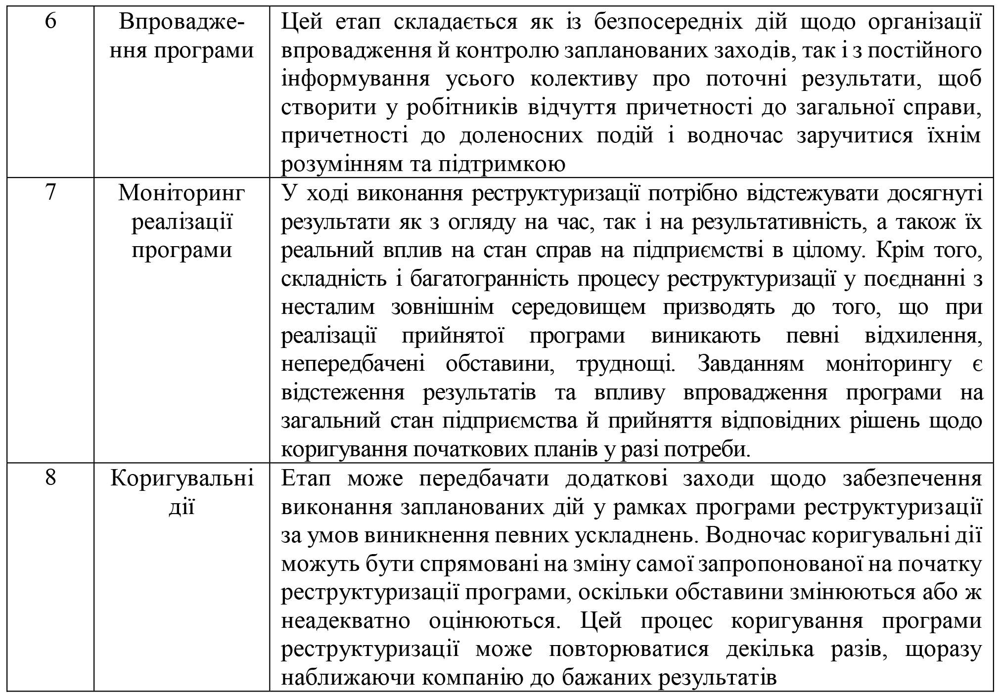 6
Впровадже-
ння програми
Цей етап складається як із безпосередніх дій щодо організації
впровадження й контролю запланованих заходів, так і з постійного
інформування усього колективу про поточні результати, щоб
створити у робітників відчуття причетності до загальної справи,
причетності до доленосних подій і водночас заручитися їхнім
розумінням та підтримкою
7
Моніторинг
реалізації
програми
У ході виконання реструктуризації потрібно відстежувати досягнуті
результати як з огляду на час, так і на результативність, а також їх
реальний вплив на стан справ на підприємстві в цілому. Крім того,
складність і багатогранність процесу реструктуризації у поєднанні з
несталим зовнішнім середовищем призводять до того, що при
реалізації прийнятої програми виникають певні відхилення,
непередбачені обставини, труднощі. Завданням моніторингу є
відстеження результатів та впливу впровадження програми на
загальний стан підприємства й прийняття відповідних рішень щодо
коригування початкових планів у разі потреби.
8
Коригувальні
дії
Етап може передбачати додаткові заходи щодо забезпечення
виконання запланованих дій у рамках програми реструктуризації
за умов виникнення певних ускладнень. Водночас коригувальні дії
можуть бути спрямовані на зміну самої запропонованої на початку
реструктуризації програми, оскільки обставини змінюються або ж
неадекватно оцінюються. Цей процес коригування програми
реструктуризації може повторюватися декілька разів, щоразу
наближаючи компанію до бажаних результатів